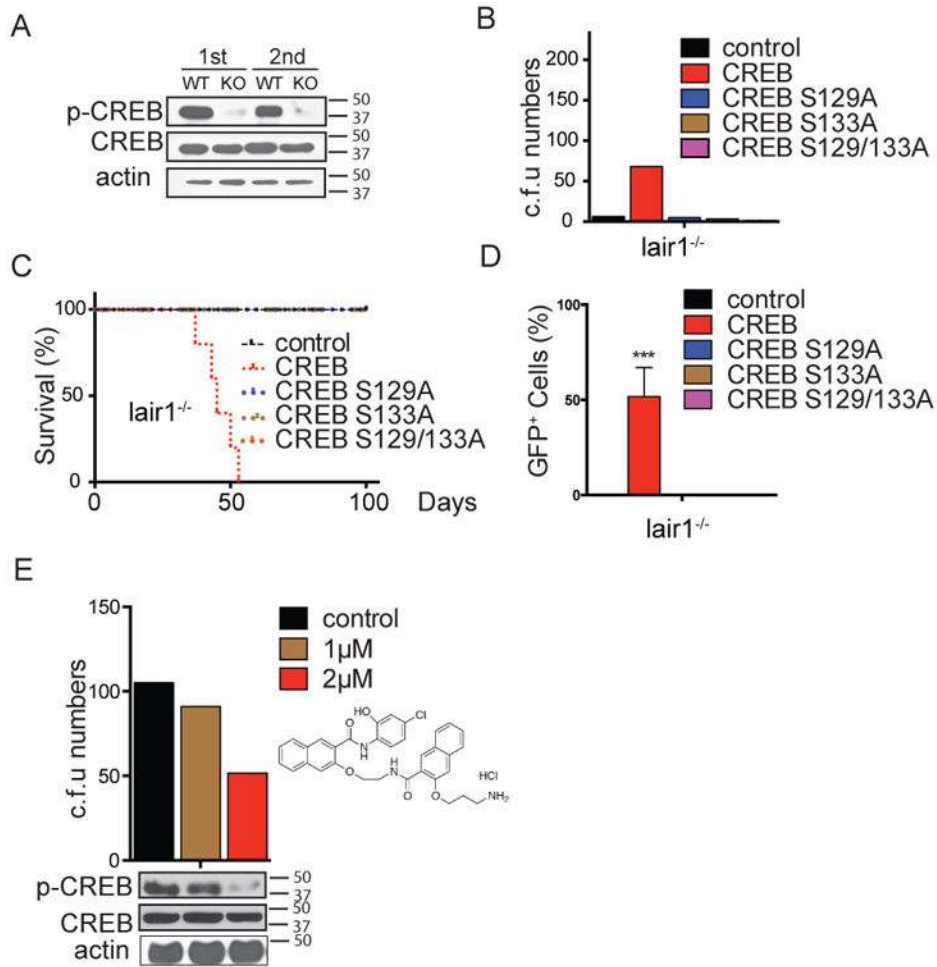 A
1st 2nd
WT KO WT KO
p-CREB
50
37
CREB
50
37
actin
50
37
B
c.f.u numbers
200
150
100
50
0
lair1-/-
control
CREB
CREB S129A
CREB S133A
CREB S129/133A
C
Survival (%)
100
50
0
0 50 100 Days
lair1-/-
control
CREB
CREB S129A
CREB S133A
CREB S129/133A
D
GFP+ Cells (%)
100
50
0
***
lair1-/-
control
CREB
CREB S129A
CREB S133A
CREB S129/133A
E
c.f.u numbers
150
100
50
0
control
1µM
2µM
HO
Cl
O
N
H
O
H
N
O
O
HCl
NH2
p-CREB
50
37
CREB
50
37
actin
50